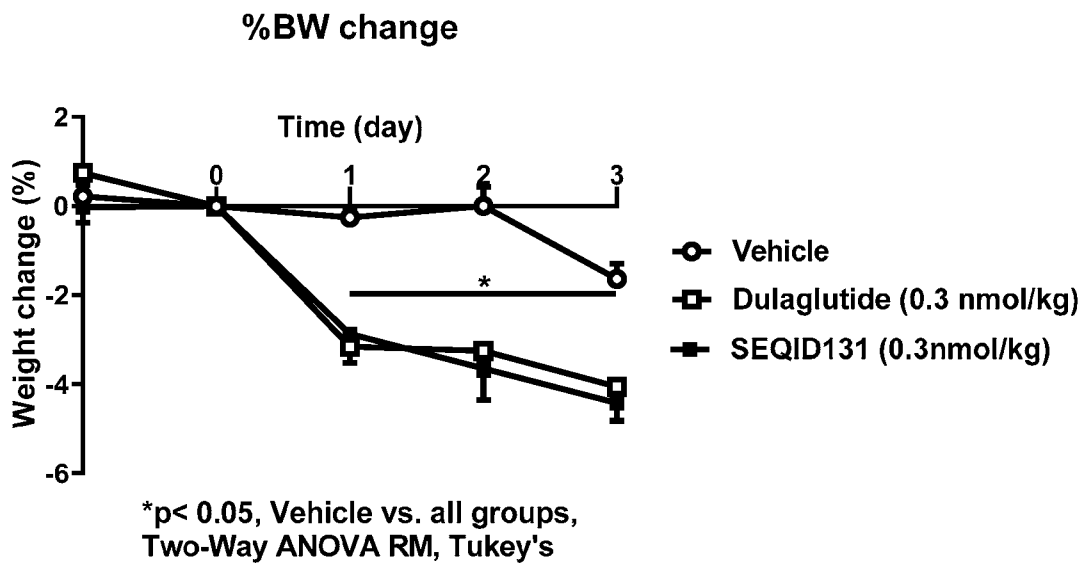 %BW change
Time (day)
Weight change (%)
2
0
-2
-4
-6
0
1
2
3
*
Vehicle
Dulaglutide (0.3 nmol/kg)
SEQID131 (0.3nmol/kg)
*p< 0.05, Vehicle vs. all groups,
Two-Way ANOVA RM, Tukey's